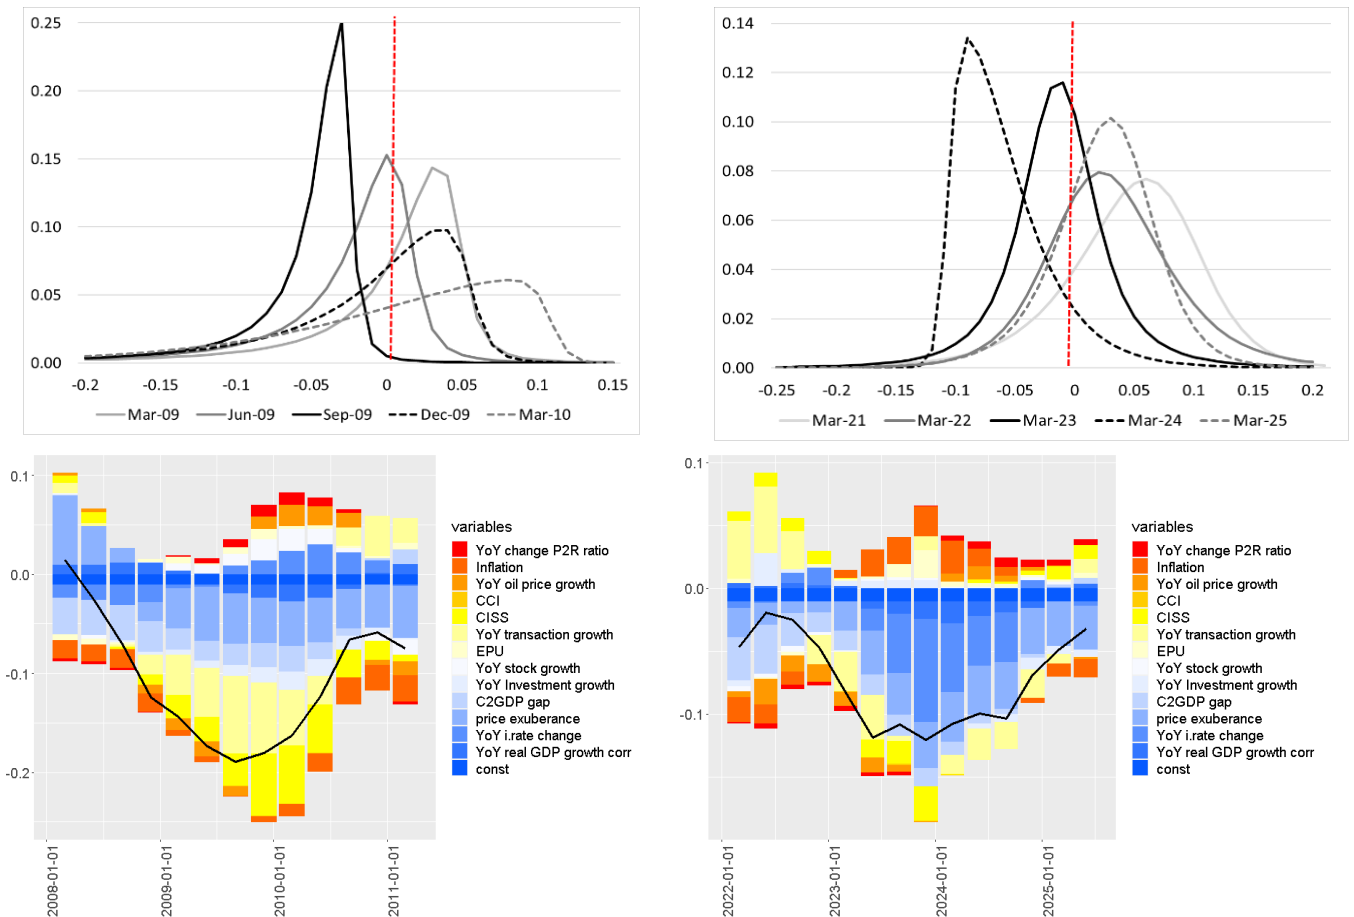 0.25
0.20
0.15
0.10
0.05
0.00
-0.2 -0.15 -0.1 -0.05 0 0.05 0.1 0.15
Mar-09 Jun-09 Sep-09 Dec-09 Mar-10
0.14
0.12
0.10
0.08
0.06
0.04
0.02
0.00
-0.25 -0.2 -0.15 -0.1 -0.05 0 0.05 0.1 0.15 0.2
Mar-21 Mar-22 Mar-23 Mar-24 Mar-25
0.1
0.0
-0.1
-0.2
2008-01-01
2009-01-01
2010-01-01
2011-01-01
variables
YoY change P2R ratio
Inflation
YoY oil price growth
CCI
CISS
YoY transaction growth
EPU
YoY stock growth
YoY Investment growth
C2GDP gap
price exuberance
YoY i.rate change
YoY real GDP growth corr
const
0.1
0.0
-0.1
2022-01-01
2023-01-01
2024-01-01
2025-01-01
variables
YoY change P2R ratio
Inflation
YoY oil price growth
CCI
CISS
YoY transaction growth
EPU
YoY stock growth
YoY Investment growth
C2GDP gap
price exuberance
YoY i.rate change
YoY real GDP growth corr
const